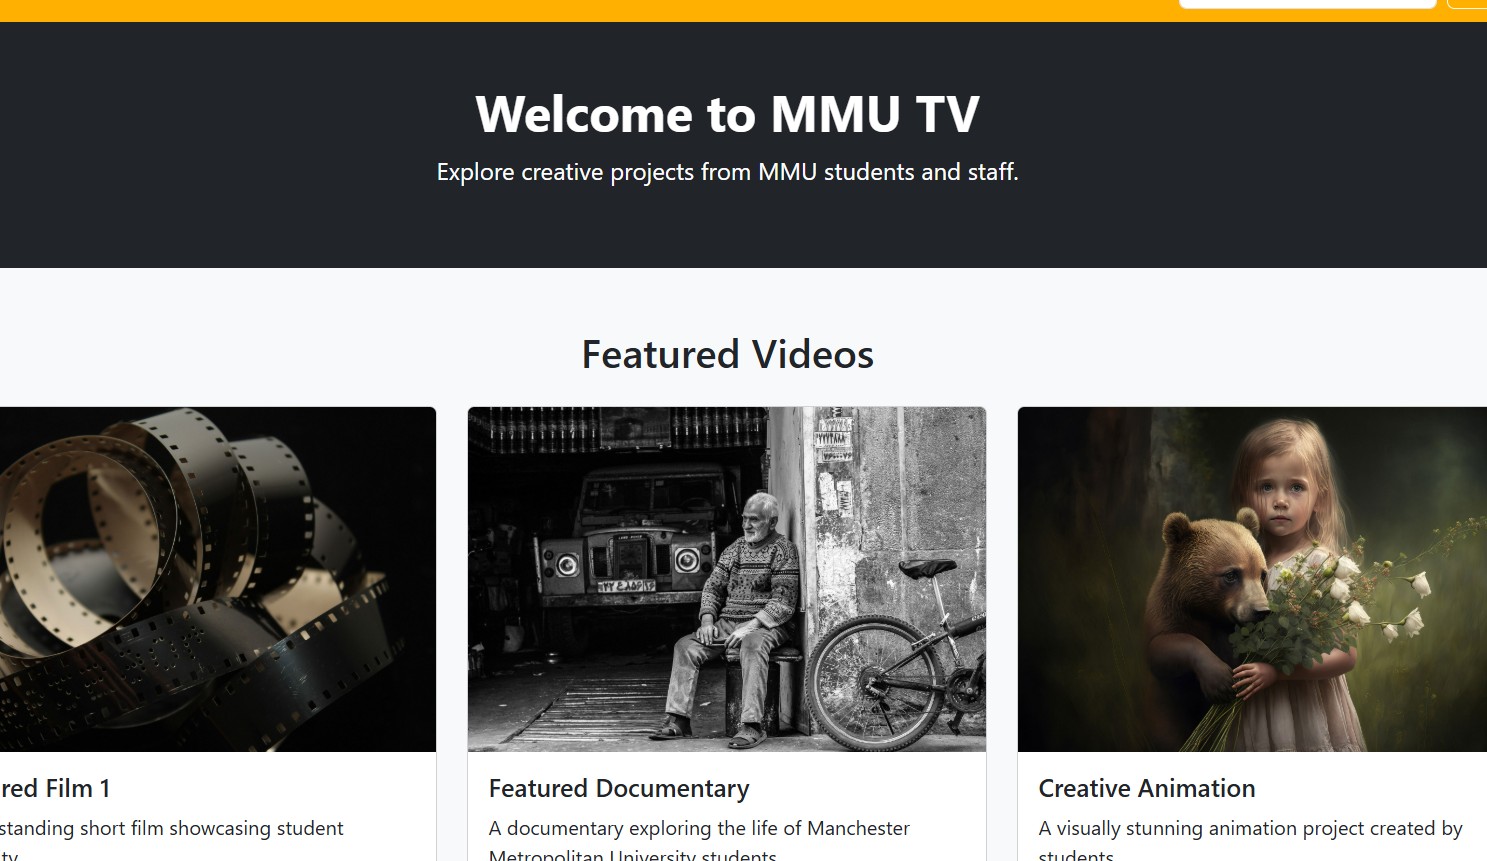 Welcome to MMU TV
Explore creative projects from MMU students and staff.
Featured Videos
red Film 1
standing short film showcasing student
ty.
Featured Documentary
A documentary exploring the life of Manchester
Metropolitan University students.
Creative Animation
A visually stunning animation project created by
students.